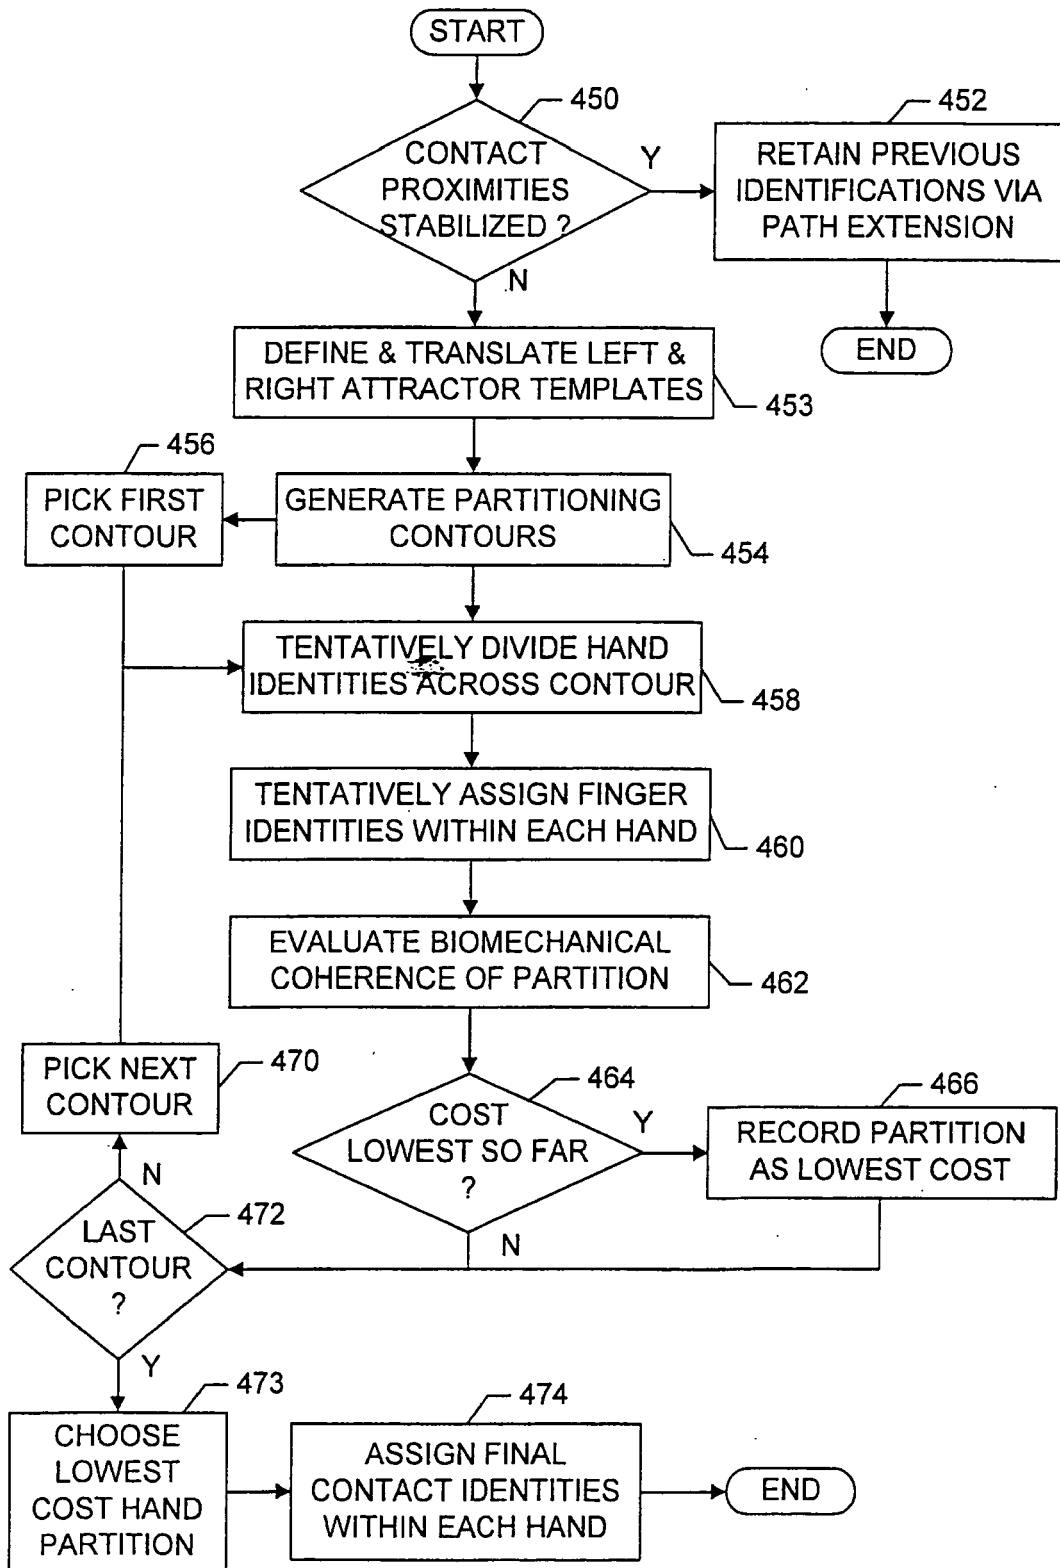 START
450
CONTACT
PROXIMITIES
STABILIZED ?
Y
N
452
RETAIN PREVIOUS
IDENTIFICATIONS VIA
PATH EXTENSION
END
DEFINE & TRANSLATE LEFT &
RIGHT ATTRACTOR TEMPLATES
453
456
PICK FIRST
CONTOUR
GENERATE PARTITIONING
CONTOURS
454
TENTATIVELY DIVIDE HAND
IDENTITIES ACROSS CONTOUR
458
TENTATIVELY ASSIGN FINGER
IDENTITIES WITHIN EACH HAND
460
EVALUATE BIOMECHANICAL
COHERENCE OF PARTITION
462
PICK NEXT
CONTOUR
470
464
COST
LOWEST SO FAR
?
Y
N
466
RECORD PARTITION
AS LOWEST COST
N
472
LAST
CONTOUR
?
Y
473
CHOOSE
LOWEST
COST HAND
PARTITION
474
ASSIGN FINAL
CONTACT IDENTITIES
WITHIN EACH HAND
END